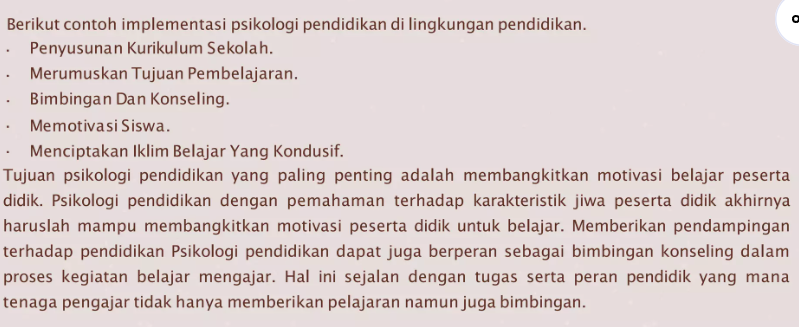 Berikut contoh implementasi psikologi pendidikan di lingkungan pendidikan.
· Penyusunan Kurikulum Sekolah.
· Merumuskan Tujuan Pembelajaran.
· Bimbingan Dan Konseling.
· Memotivasi Siswa.
· Menciptakan Iklim Belajar Yang Kondusif.
Tujuan psikologi pendidikan yang paling penting adalah membangkitkan motivasi belajar peserta
didik. Psikologi pendidikan dengan pemahaman terhadap karakteristik jiwa peserta didik akhirnya
haruslah mampu membangkitkan motivasi peserta didik untuk belajar. Memberikan pendampingan
terhadap pendidikan Psikologi pendidikan dapat juga berperan sebagai bimbingan konseling dalam
proses kegiatan belajar mengajar. Hal ini sejalan dengan tugas serta peran pendidik yang mana
tenaga pengajar tidak hanya memberikan pelajaran namun juga bimbingan.